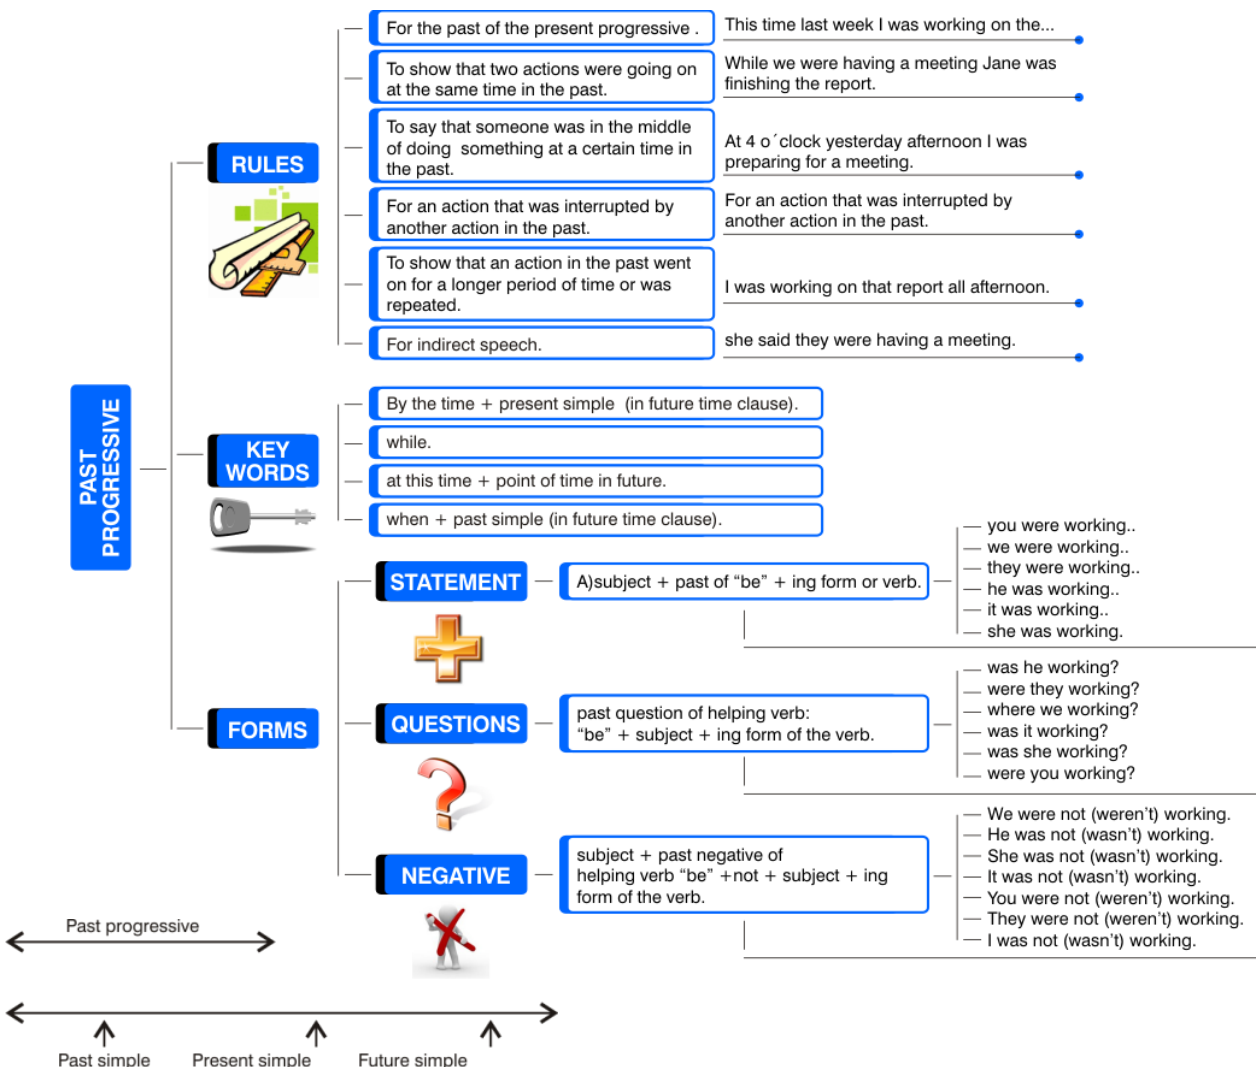 For the past of the present progressive .
This time last week I was working on the...
To show that two actions were going on
at the same time in the past.
While we were having a meeting Jane was
finishing the report.
To say that someone was in the middle
of doing something at a certain time in
the past.
At 4 o´clock yesterday afternoon I was
preparing for a meeting.
RULES
For an action that was interrupted by
another action in the past.
For an action that was interrupted by
another action in the past.
To show that an action in the past went
on for a longer period of time or was
repeated.
I was working on that report all afternoon.
For indirect speech.
she said they were having a meeting.
PAST
PROGRESSIVE
KEY
WORDS
By the time + present simple (in future time clause).
while.
at this time + point of time in future.
when + past simple (in future time clause).
FORMS
STATEMENT
A)subject + past of “be” + ing form or verb.
you were working..
we were working..
they were working..
he was working..
it was working..
she was working.
QUESTIONS
past question of helping verb:
“be” + subject + ing form of the verb.
was he working?
were they working?
where we working?
was it working?
was she working?
were you working?
NEGATIVE
subject + past negative of
helping verb “be” +not + subject + ing
form of the verb.
We were not (weren’t) working.
He was not (wasn’t) working.
She was not (wasn’t) working.
It was not (wasn’t) working.
You were not (weren’t) working.
They were not (weren’t) working.
I was not (wasn’t) working.
Past progressive
Past simple
Present simple
Future simple